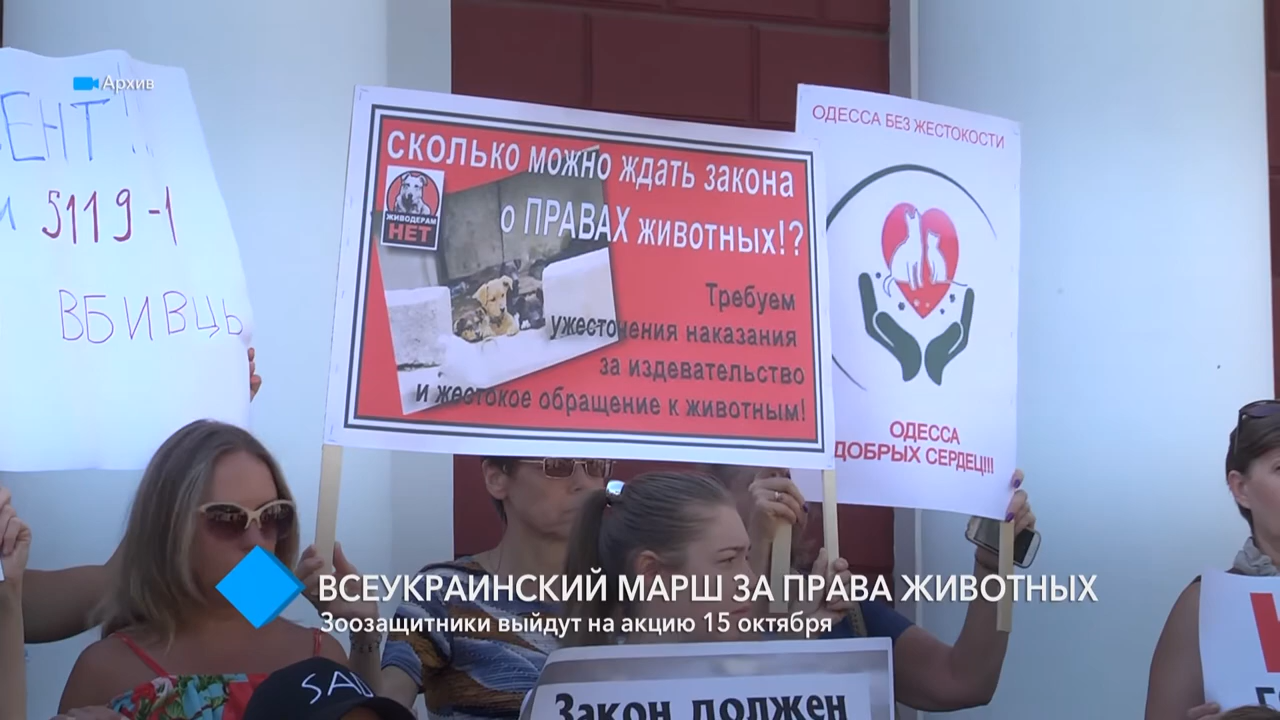 Архив
ЕНТ!!
5119-1
ВБИВЦЬ
СКОЛЬКО МОЖНО ЖДАТЬ ЗАКОНА
О ПРАВАХ ЖИВОТНЫХ!?
ЖИВОДЕРАМ
НЕТ
Требуем
ужесточения наказания
за издевательство
и жестокое обращение к животным!
ОДЕССА БЕЗ ЖЕСТОКОСТИ
ОДЕССА
ДОБРЫХ СЕРДЕЦ!!!
ВСЕУКРАИНСКИЙ МАРШ ЗА ПРАВА ЖИВОТНЫХ
Зоозащитники выйдут на акцию 15 октября
SAD
Закон должен